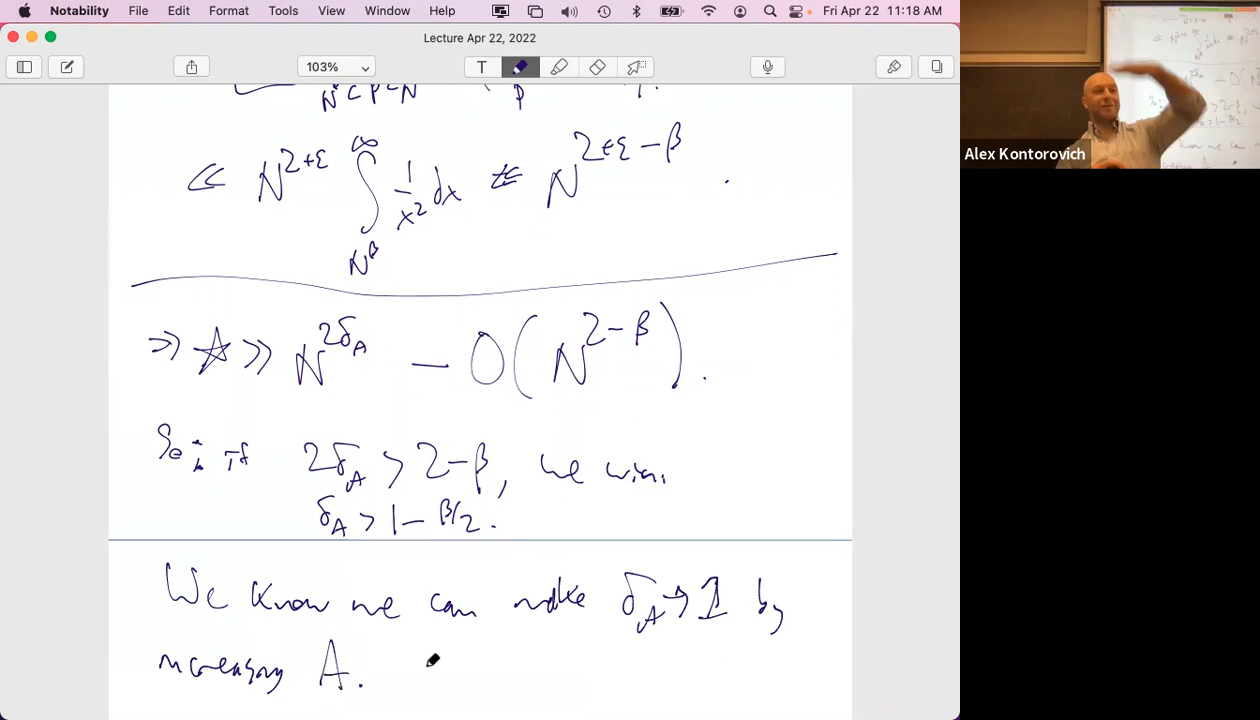 Notability File Edit Format Tools View Window Help Fri Apr 22 11:18 AM
Lecture Apr 22, 2022
103% T
N^β < p < N
≪ N^{2+ε} ∫_{N^β}^∞ 1/x² dx ≪ N^{2+ε-β} .
⇒ ☆ ≫ N^{2δ_A} — O(N^{2-β}).
So: if 2δ_A > 2-β, we win.
δ_A > 1 - β/2.
We know we can make δ_A → 1 by
increasing A.
Alex Kontorovich